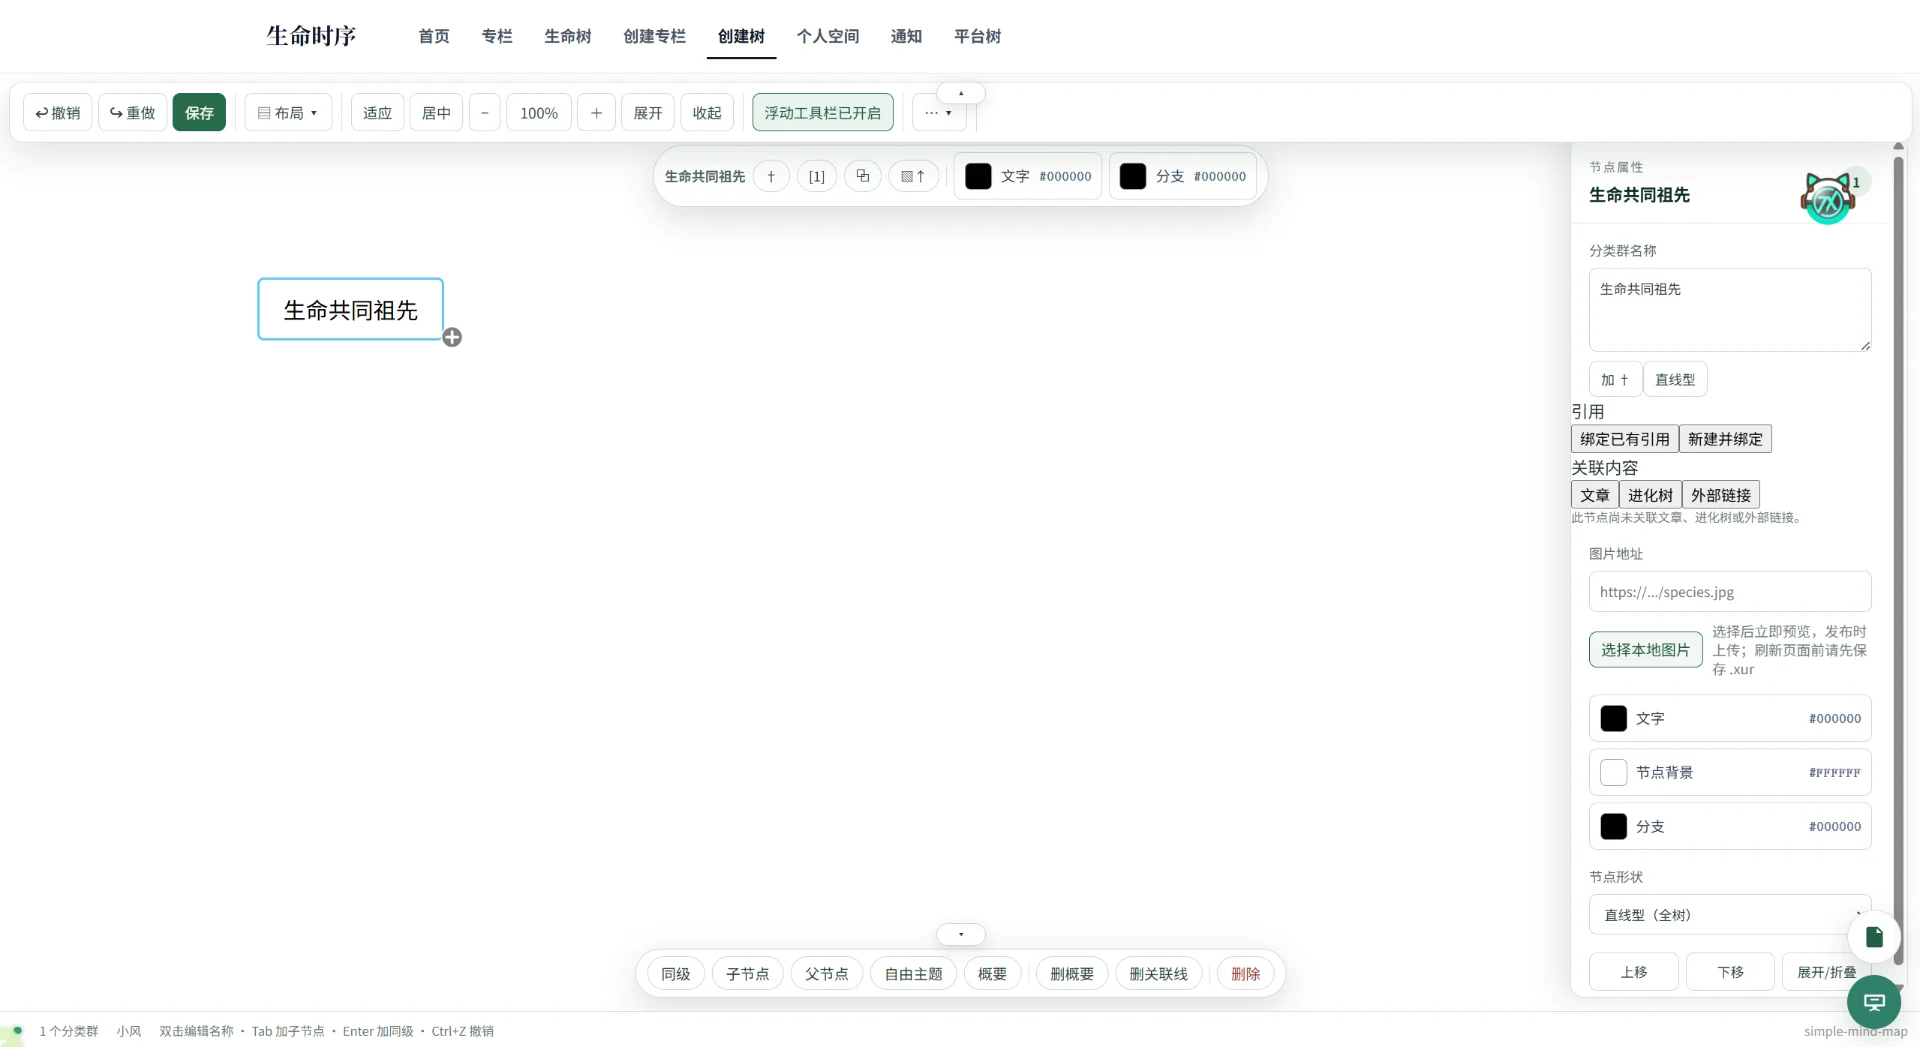 生命时序
首页 专栏 生命树 创建专栏 创建树 个人空间 通知 平台树
↩ 撤销 ↪ 重做 保存 ▤ 布局 ▾ 适应 居中 − 100% ＋ 展开 收起 浮动工具栏已开启 ⋯ ▾
生命共同祖先 † [1] ⧉ ▧↑ 文字 #000000 分支 #000000
生命共同祖先
节点属性
生命共同祖先
1
分类群名称
生命共同祖先
加 † 直线型
引用
绑定已有引用 新建并绑定
关联内容
文章 进化树 外部链接
此节点尚未关联文章、进化树或外部链接。
图片地址
https://.../species.jpg
选择本地图片
选择后立即预览，发布时
上传；刷新页面前请先保
存 .xur
文字 #000000
节点背景 #FFFFFF
分支 #000000
节点形状
直线型（全树）
上移 下移 展开/折叠
同级 子节点 父节点 自由主题 概要 删概要 删关联线 删除
1 个分类群 小风 双击编辑名称 · Tab 加子节点 · Enter 加同级 · Ctrl+Z 撤销
simple-mind-map